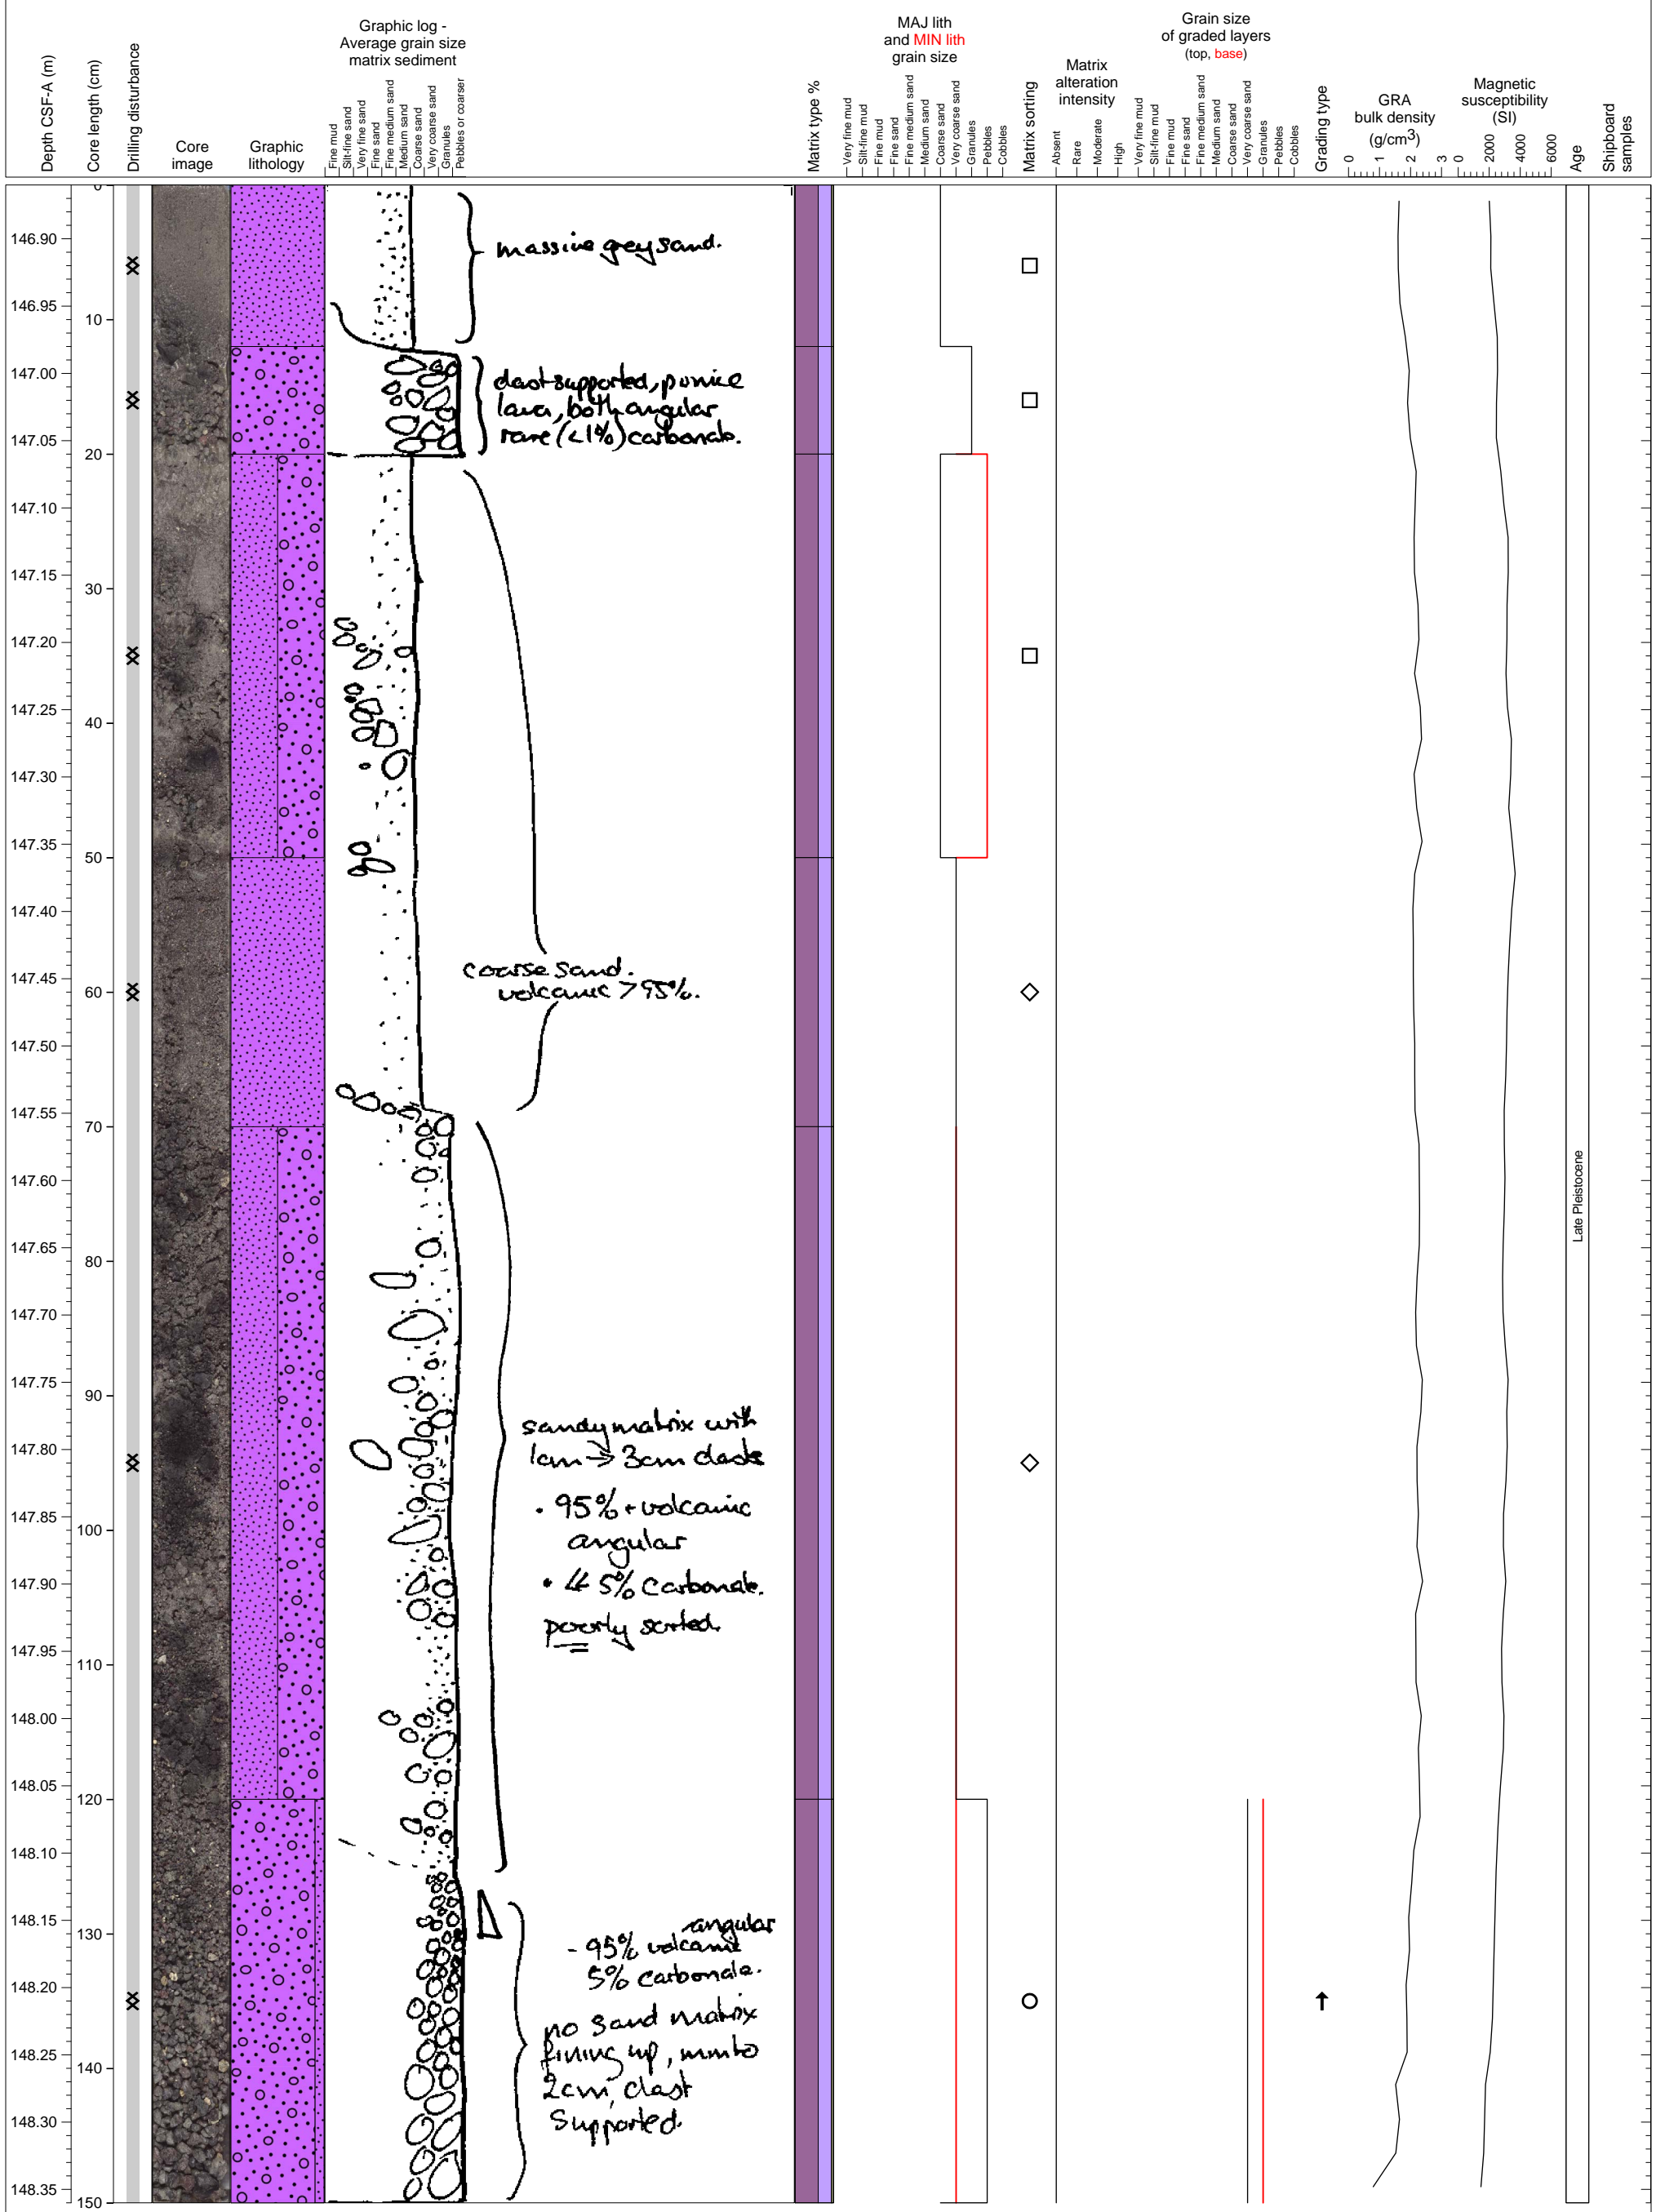 Depth CSF-A (m)
Core length (cm)
Drilling disturbance
Core
image
Graphic
lithology
Graphic log -
Average grain size
matrix sediment
Fine mud
Silt-fine sand
Very fine sand
Fine sand
Fine medium sand
Medium sand
Coarse sand
Very coarse sand
Granules
Pebbles or coarser
Matrix type %
MAJ lith
and MIN lith
grain size
Very fine mud
Silt-fine mud
Fine mud
Fine sand
Fine medium sand
Medium sand
Coarse sand
Very coarse sand
Granules
Pebbles
Cobbles
Matrix sorting
Matrix
alteration
intensity
Absent
Rare
Moderate
High
Grain size
of graded layers
(top, base)
Very fine mud
Silt-fine mud
Fine mud
Fine sand
Fine medium sand
Medium sand
Coarse sand
Very coarse sand
Granules
Pebbles
Cobbles
Grading type
GRA
bulk density
(g/cm3)
0 1 2 3
Magnetic
susceptibility
(SI)
0 2000 4000 6000
Age
Shipboard
samples
0
146.90
146.95
10
147.00
147.05
20
147.10
147.15
30
147.20
147.25
40
147.30
147.35
50
147.40
147.45
60
147.50
147.55
70
147.60
147.65
80
147.70
147.75
90
147.80
147.85
100
147.90
147.95
110
148.00
148.05
120
148.10
148.15
130
148.20
148.25
140
148.30
148.35
150
massive grey sand.
clast supported, pumice
lava, both angular
rare (<1%) carbonate.
coarse sand.
volcanic >95%.
sandy matrix with
1cm → 3cm clasts
• 95% + volcanic
angular
• 5% carbonate.
poorly sorted
angular
- 95% volcanic
5% carbonate.
no sand matrix
fining up, mm to
2cm, clast
supported.
Late Pleistocene